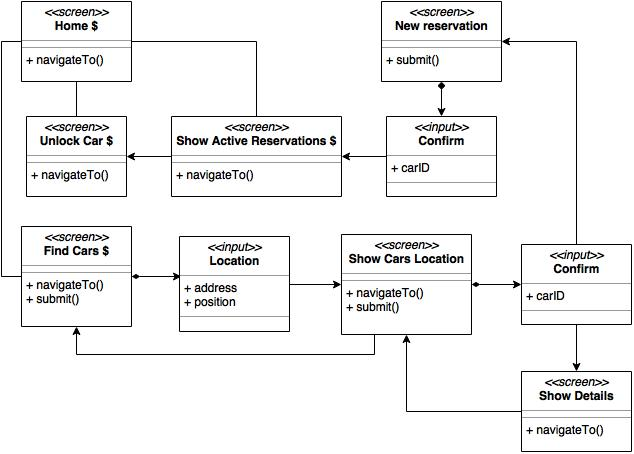 <<screen>>
Home $
+ navigateTo()
<<screen>>
New reservation
+ submit()
<<screen>>
Unlock Car $
+ navigateTo()
<<screen>>
Show Active Reservations $
+ navigateTo()
<<input>>
Confirm
+ carID
<<screen>>
Find Cars $
+ navigateTo()
+ submit()
<<input>>
Location
+ address
+ position
<<screen>>
Show Cars Location
+ navigateTo()
+ submit()
<<input>>
Confirm
+ carID
<<screen>>
Show Details
+ navigateTo()